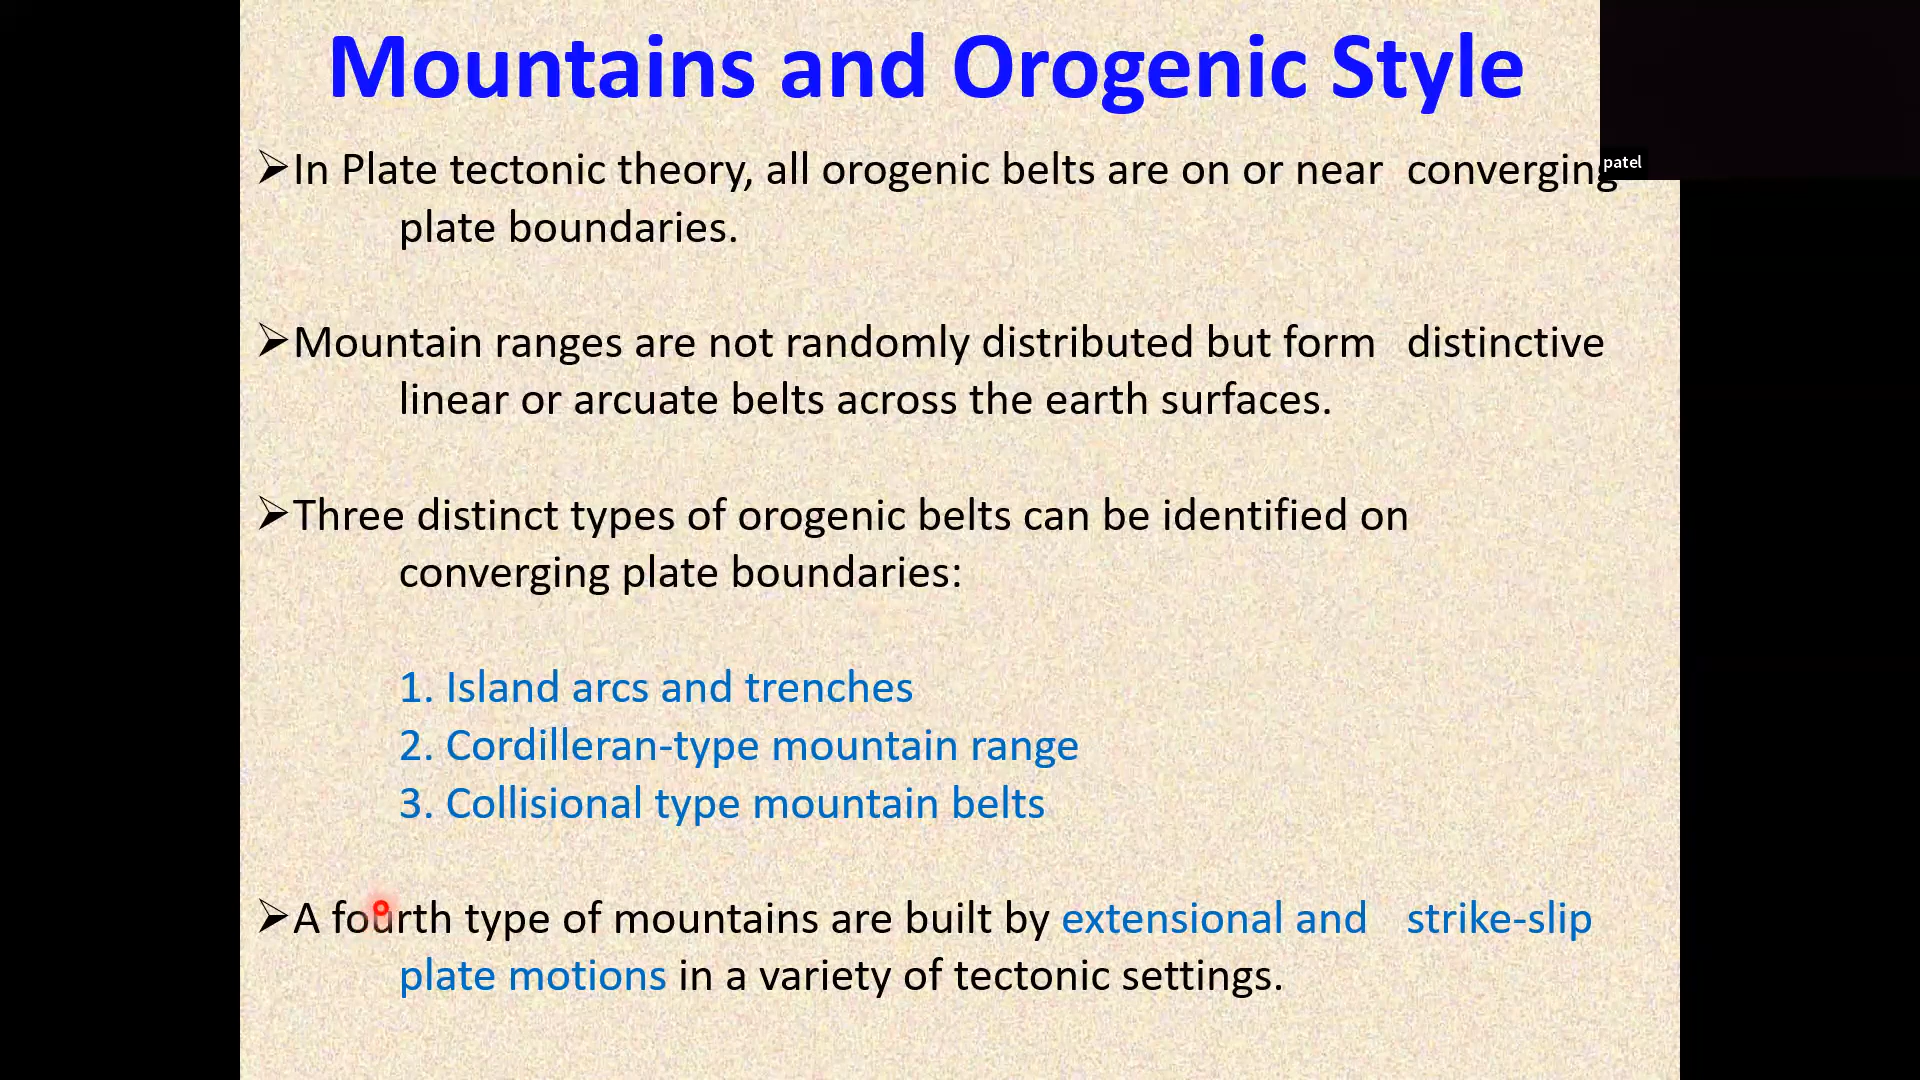 Mountains and Orogenic Style
patel
➢In Plate tectonic theory, all orogenic belts are on or near converging
plate boundaries.
➢Mountain ranges are not randomly distributed but form distinctive
linear or arcuate belts across the earth surfaces.
➢Three distinct types of orogenic belts can be identified on
converging plate boundaries:
1. Island arcs and trenches
2. Cordilleran-type mountain range
3. Collisional type mountain belts
➢A fourth type of mountains are built by extensional and strike-slip
plate motions in a variety of tectonic settings.